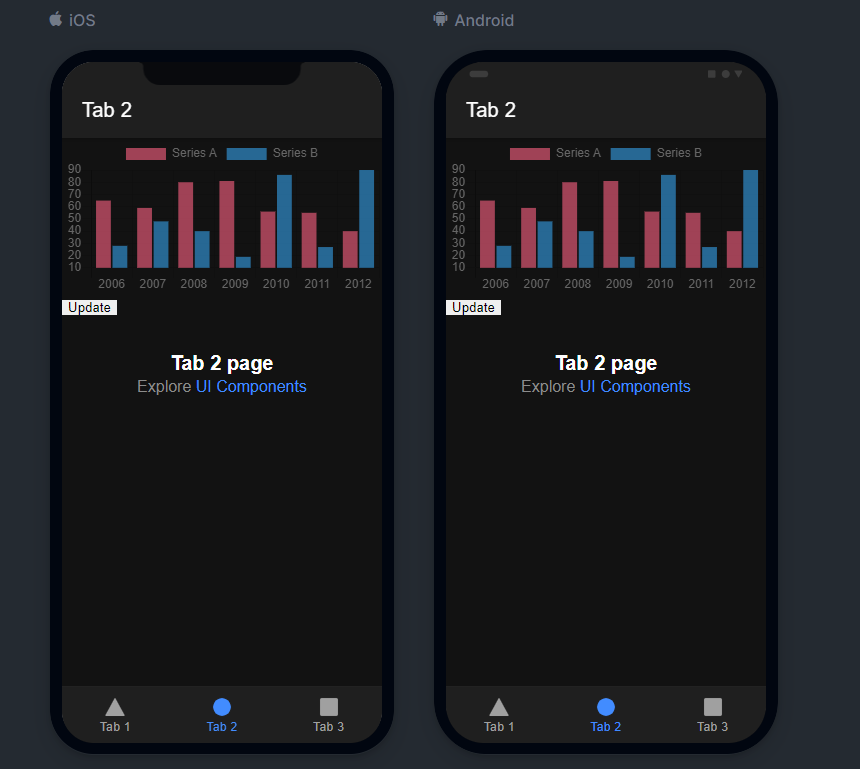 iOS
Tab 2
Series A Series B
90
80
70
60
50
40
30
20
10
2006 2007 2008 2009 2010 2011 2012
Update
Tab 2 page
Explore UI Components
Tab 1 Tab 2 Tab 3
Android
Tab 2
Series A Series B
90
80
70
60
50
40
30
20
10
2006 2007 2008 2009 2010 2011 2012
Update
Tab 2 page
Explore UI Components
Tab 1 Tab 2 Tab 3